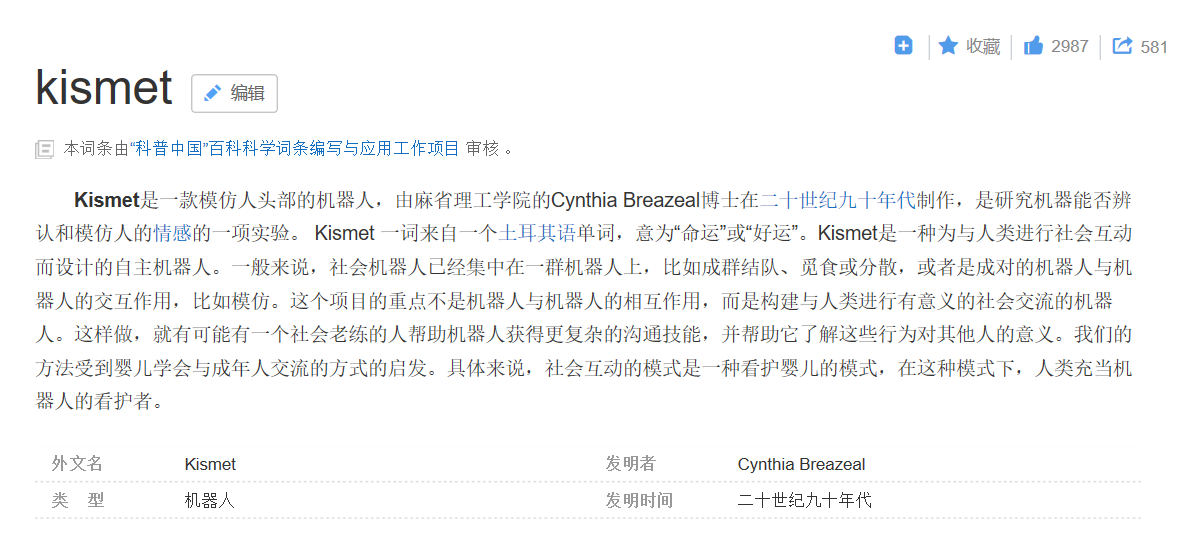 收藏 2987 581
kismet 编辑
本词条由“科普中国”百科科学词条编写与应用工作项目 审核 。
Kismet是一款模仿人头部的机器人，由麻省理工学院的Cynthia Breazeal博士在二十世纪九十年代制作，是研究机器能否辨
认和模仿人的情感的一项实验。 Kismet 一词来自一个土耳其语单词，意为“命运”或“好运”。Kismet是一种为与人类进行社会互动
而设计的自主机器人。一般来说，社会机器人已经集中在一群机器人上，比如成群结队、觅食或分散，或者是成对的机器人与机
器人的交互作用，比如模仿。这个项目的重点不是机器人与机器人的相互作用，而是构建与人类进行有意义的社会交流的机器
人。这样做，就有可能有一个社会老练的人帮助机器人获得更复杂的沟通技能，并帮助它了解这些行为对其他人的意义。我们的
方法受到婴儿学会与成年人交流的方式的启发。具体来说，社会互动的模式是一种看护婴儿的模式，在这种模式下，人类充当机
器人的看护者。
外文名 Kismet 发明者 Cynthia Breazeal
类 型 机器人 发明时间 二十世纪九十年代